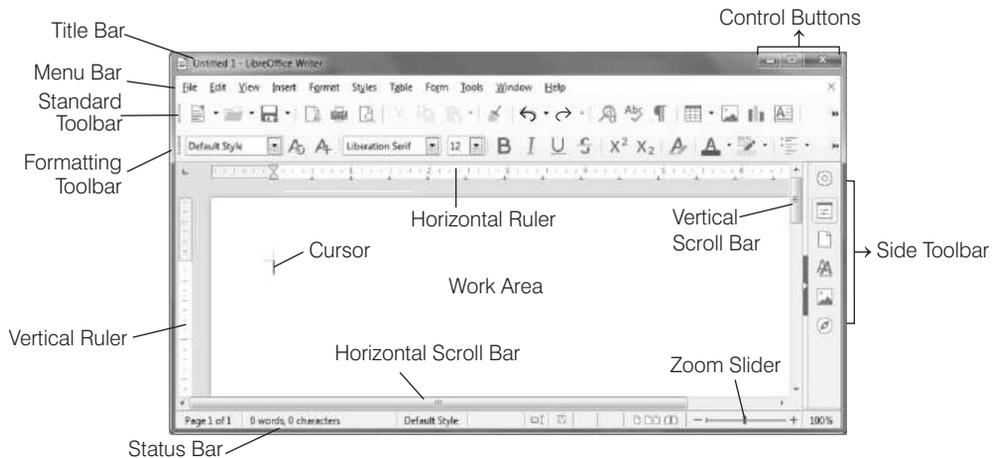 Control Buttons
Title Bar
Untitled 1 - LibreOffice Writer
Menu Bar
File Edit View Insert Format Styles Table Form Tools Window Help
Standard
Toolbar
Formatting
Toolbar
Default Style
Liberation Serif
12
Horizontal Ruler
Vertical
Scroll Bar
Side Toolbar
Cursor
Work Area
Vertical Ruler
Horizontal Scroll Bar
Zoom Slider
Page 1 of 1 0 words, 0 characters Default Style 100%
Status Bar